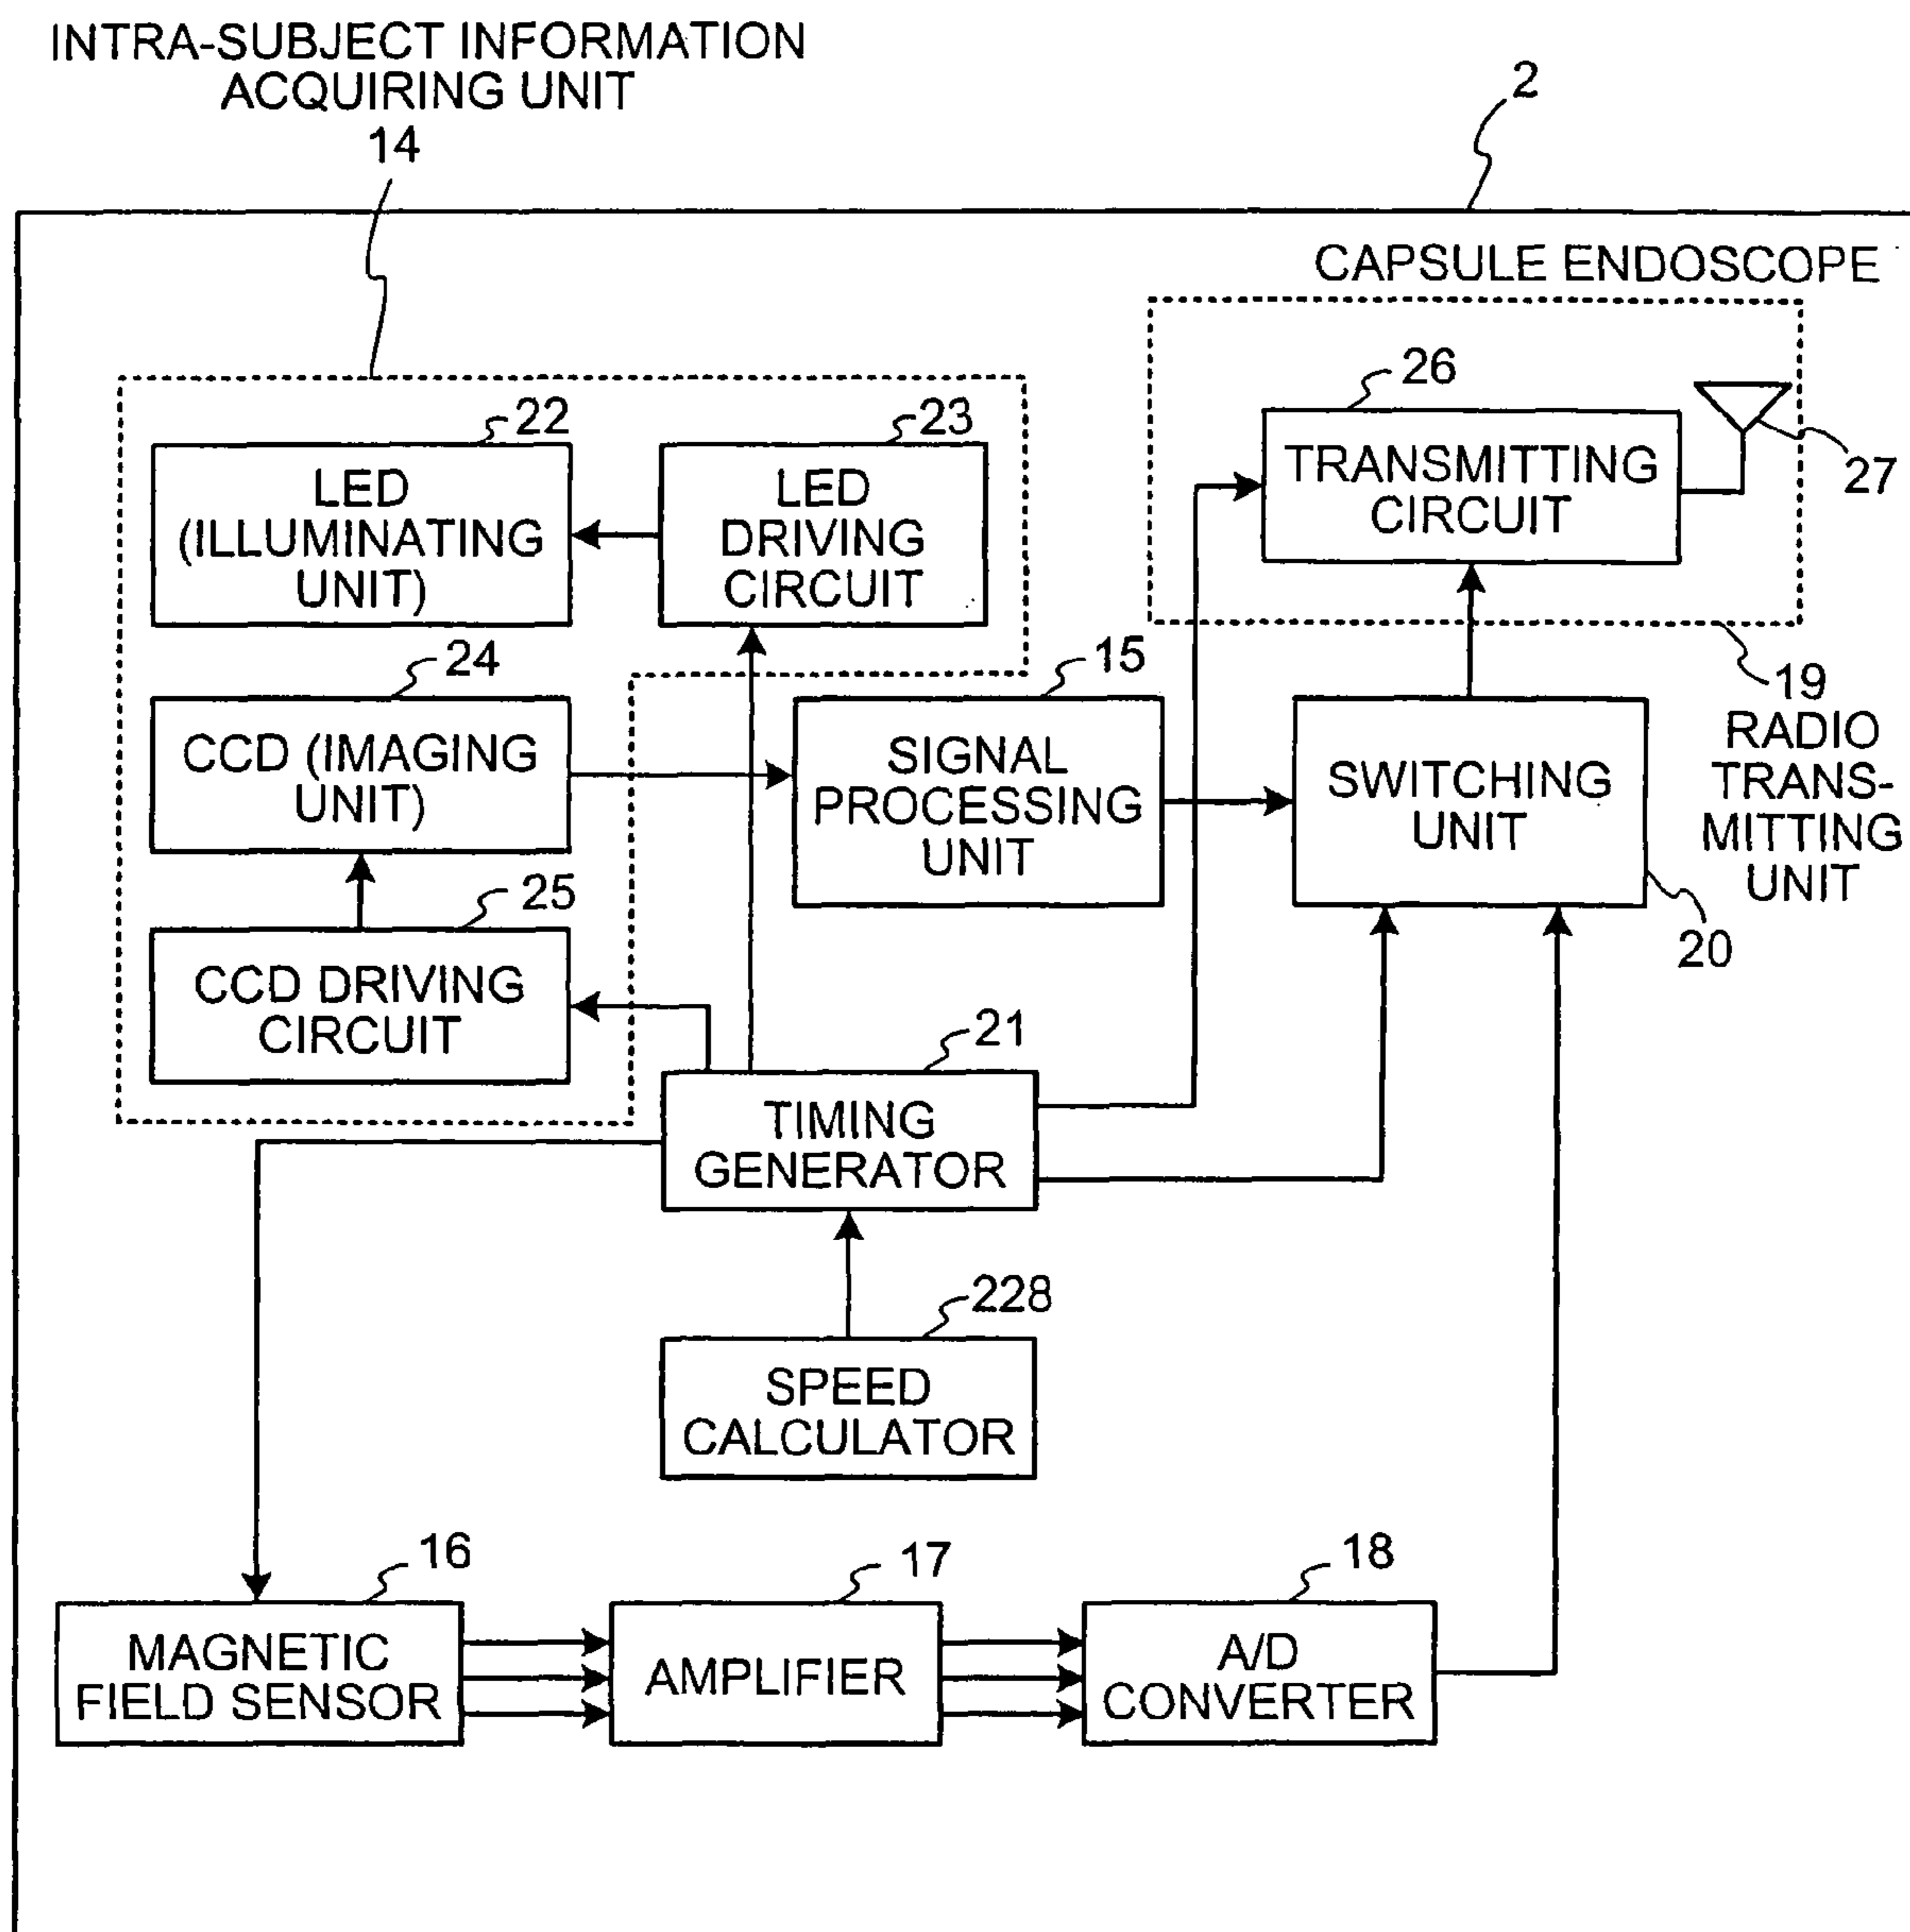 INTRA-SUBJECT INFORMATION
ACQUIRING UNIT
14
2
CAPSULE ENDOSCOPE
26
27
TRANSMITTING
CIRCUIT
22
23
LED
(ILLUMINATING
UNIT)
LED
DRIVING
CIRCUIT
24
15
19
RADIO
TRANS-
MITTING
UNIT
CCD (IMAGING
UNIT)
SIGNAL
PROCESSING
UNIT
SWITCHING
UNIT
20
25
CCD DRIVING
CIRCUIT
21
TIMING
GENERATOR
228
SPEED
CALCULATOR
16
17
18
MAGNETIC
FIELD SENSOR
AMPLIFIER
A/D
CONVERTER